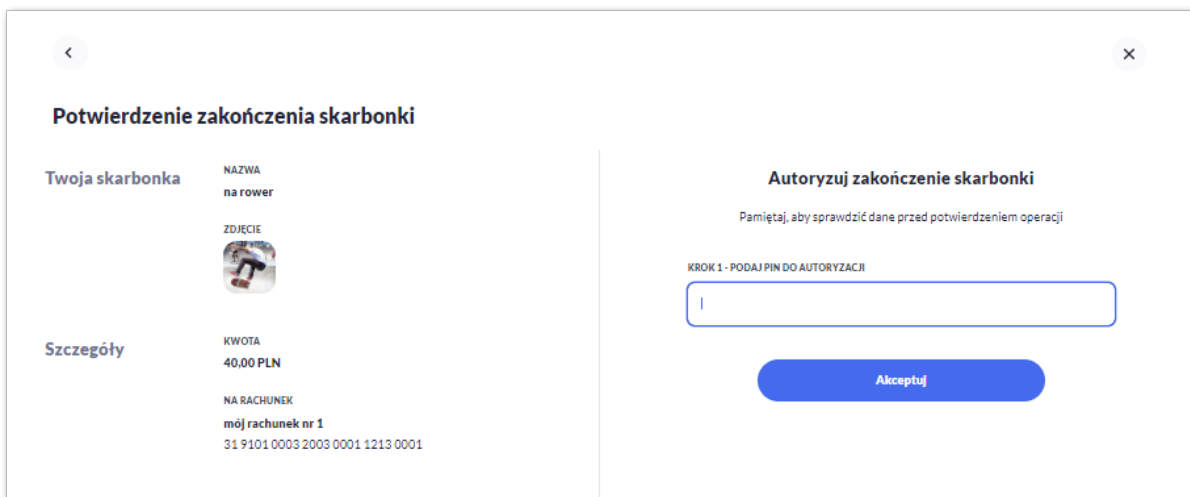 Potwierdzenie zakończenia skarbonki
Twoja skarbonka
NAZWA
na rower
ZDJĘCIE
Szczegóły
KWOTA
40,00 PLN
NA RACHUNEK
mój rachunek nr 1
31 9101 0003 2003 0001 1213 0001
Autoryzuj zakończenie skarbonki
Pamiętaj, aby sprawdzić dane przed potwierdzeniem operacji
KROK 1 - PODAJ PIN DO AUTORYZACJI
Akceptuj